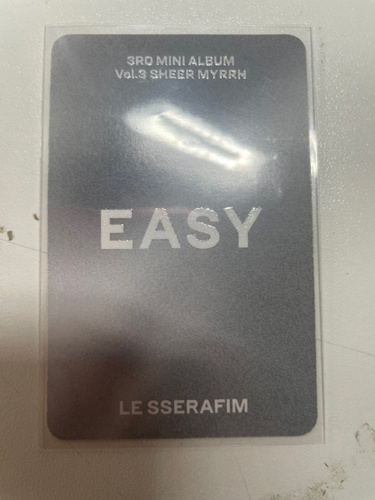 3RD MINI ALBUM
Vol.3 SHEER MYRRH
EASY
LE SSERAFIM